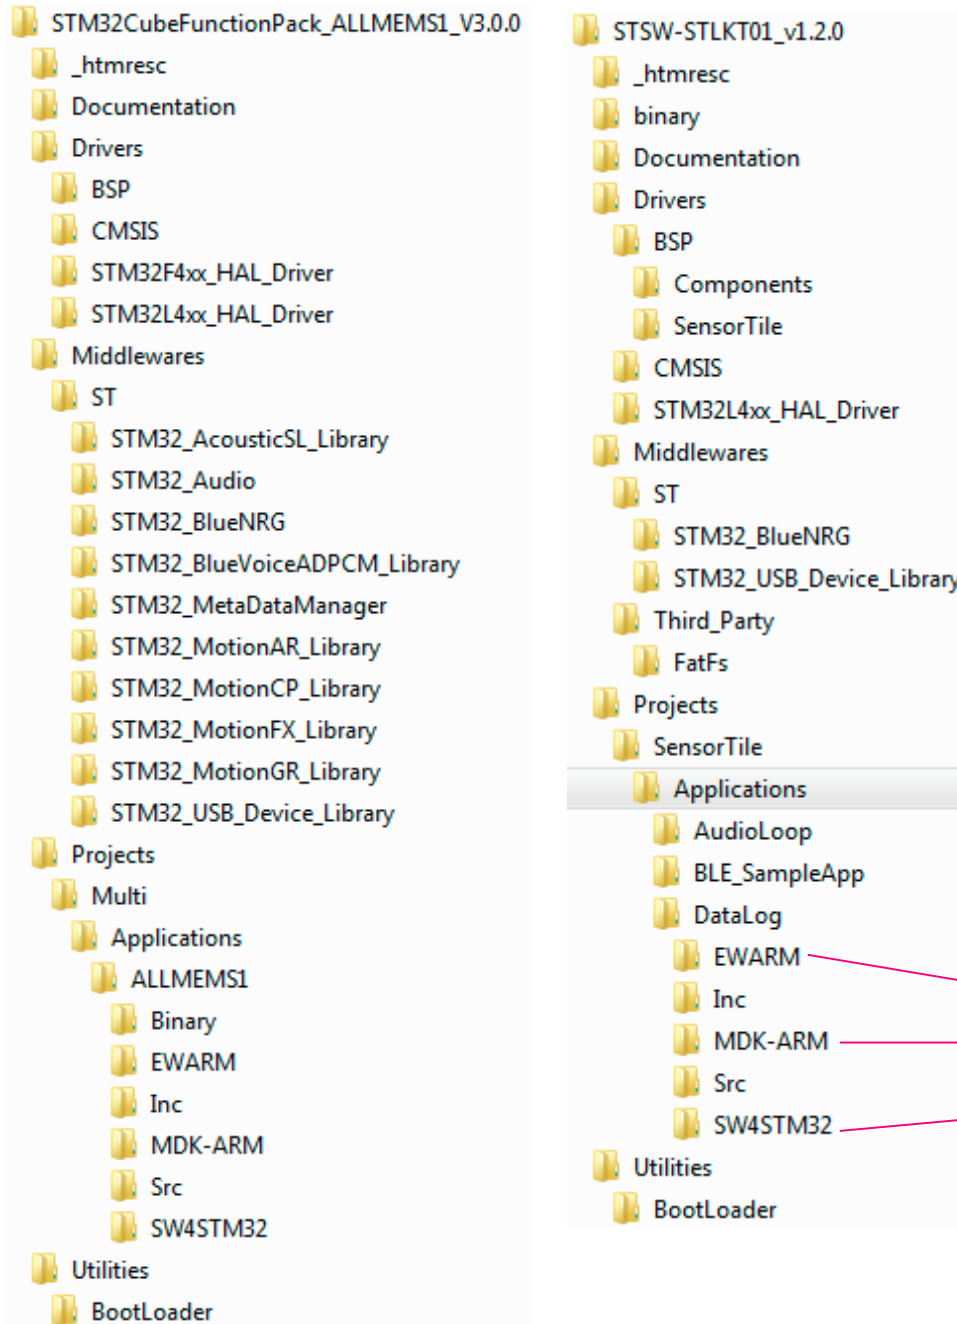 STM32CubeFunctionPack_ALLMEMS1_V3.0.0
_htmresc
Documentation
Drivers
BSP
CMSIS
STM32F4xx_HAL_Driver
STM32L4xx_HAL_Driver
Middlewares
ST
STM32_AcousticSL_Library
STM32_Audio
STM32_BlueNRG
STM32_BlueVoiceADPCM_Library
STM32_MetaDataManager
STM32_MotionAR_Library
STM32_MotionCP_Library
STM32_MotionFX_Library
STM32_MotionGR_Library
STM32_USB_Device_Library
Projects
Multi
Applications
ALLMEMS1
Binary
EWARM
Inc
MDK-ARM
Src
SW4STM32
Utilities
BootLoader
STSW-STLKT01_v1.2.0
_htmresc
binary
Documentation
Drivers
BSP
Components
SensorTile
CMSIS
STM32L4xx_HAL_Driver
Middlewares
ST
STM32_BlueNRG
STM32_USB_Device_Library
Third_Party
FatFs
Projects
SensorTile
Applications
AudioLoop
BLE_SampleApp
DataLog
EWARM
Inc
MDK-ARM
Src
SW4STM32
Utilities
BootLoader